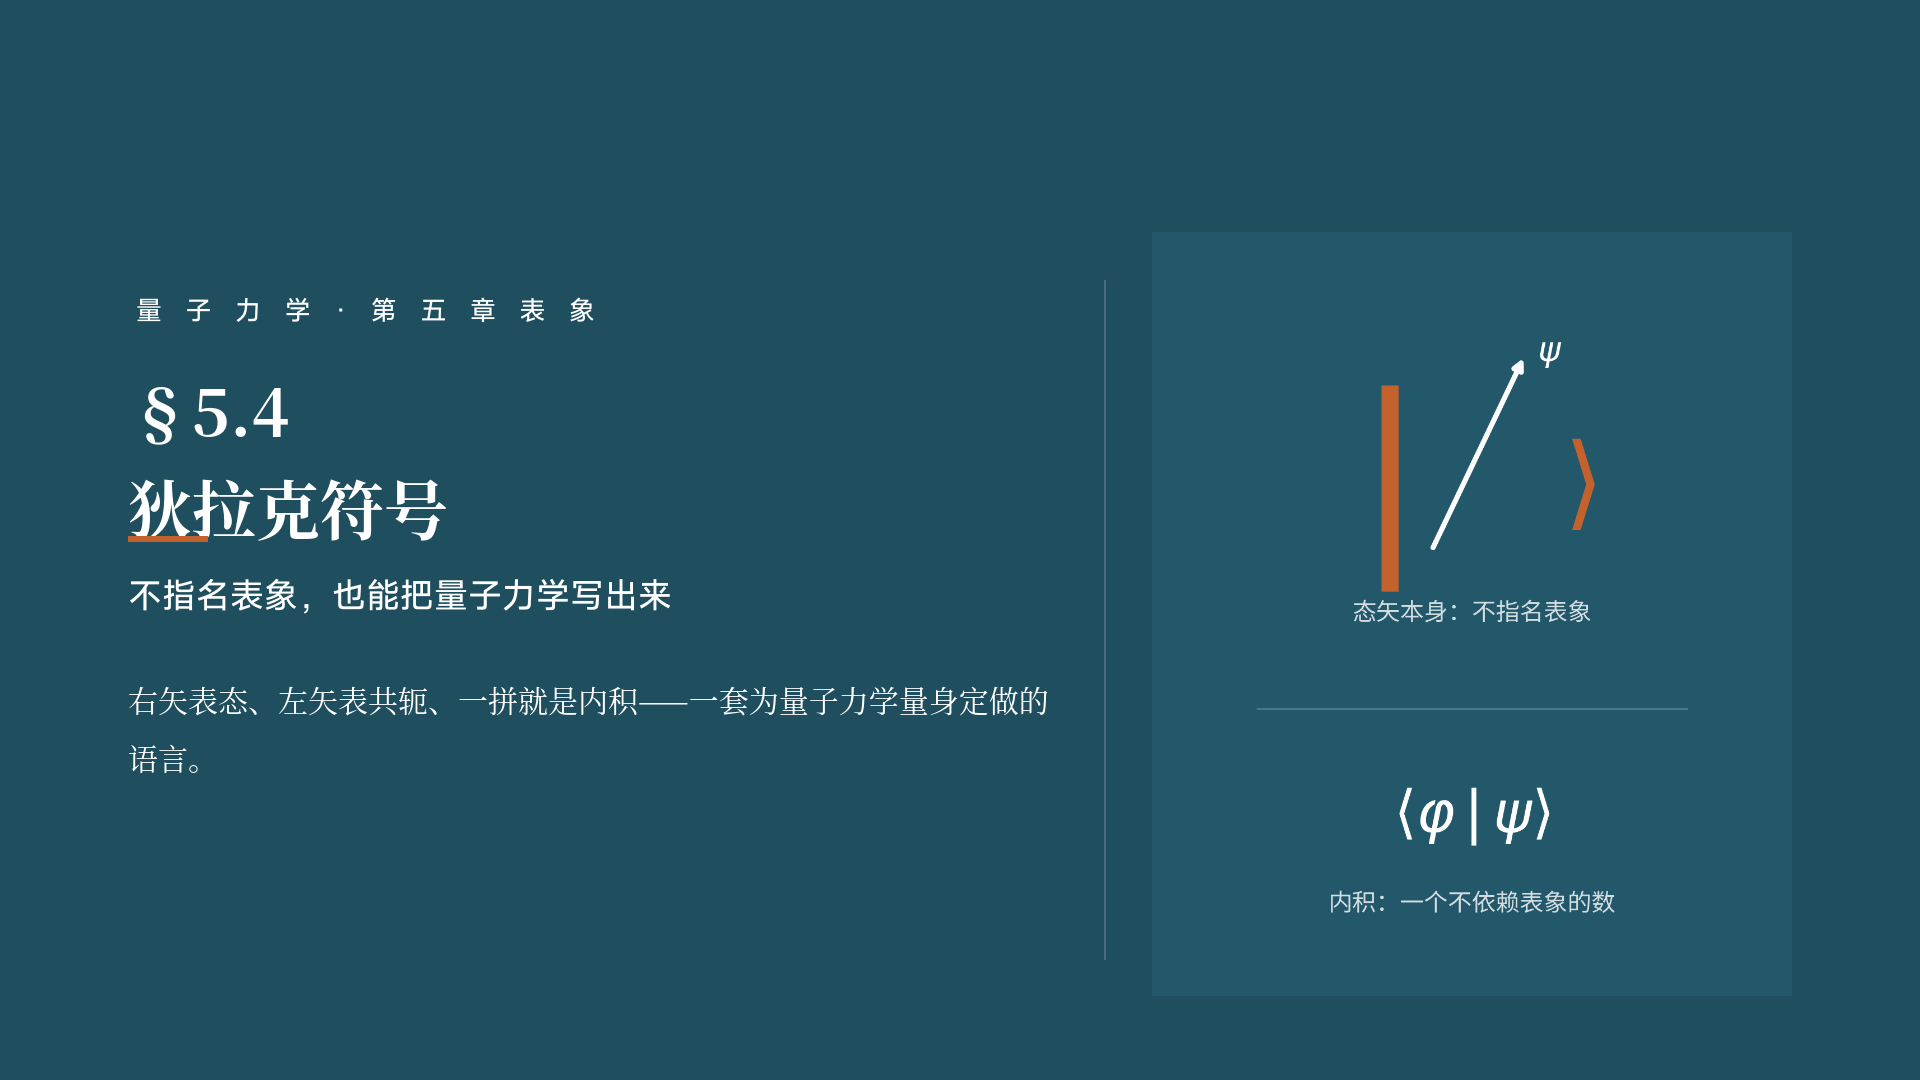 量子力学·第五章表象
§5.4
狄拉克符号
不指名表象，也能把量子力学写出来
右矢表态、左矢表共轭、一拼就是内积——一套为量子力学量身定做的
语言。
| ψ ⟩
态矢本身：不指名表象
⟨φ|ψ⟩
内积：一个不依赖表象的数